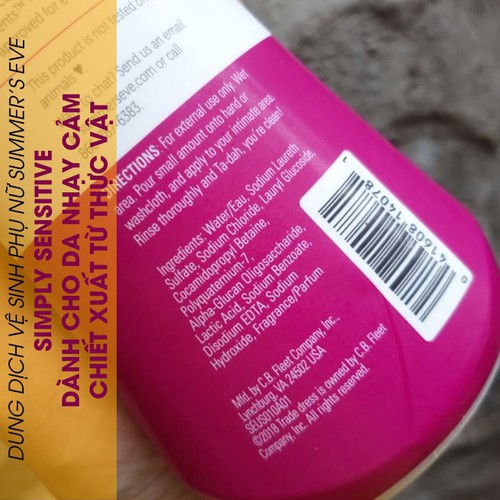 DUNG DỊCH VỆ SINH PHỤ NỮ SUMMER'S EVE
SIMPLY SENSITIVE
DÀNH CHO DA NHẠY CẢM
CHIẾT XUẤT TỪ THỰC VẬT
This product is not tested on
animals ♥
chat? Send us an email
or call
6383.
DIRECTIONS: For external use only. Wet
area. Pour small amount onto hand or
washcloth, and apply to your intimate area.
Rinse thoroughly and Ta-dah, you're clean!
Ingredients: Water/Eau, Sodium Laureth
Sulfate, Sodium Chloride, Lauryl Glucoside,
Cocamidopropyl Betaine,
Polyquaternium-7,
Alpha-Glucan Oligosaccharide,
Lactic Acid, Sodium Benzoate,
Disodium EDTA, Sodium
Hydroxide, Fragrance/Parfum
Mfd. by C.B. Fleet Company, Inc.,
Lynchburg, VA 24502 USA
SEUS010A01
©2018 Trade dress is owned by C.B. Fleet
Company, Inc. All rights reserved.
0 41608 14078 1